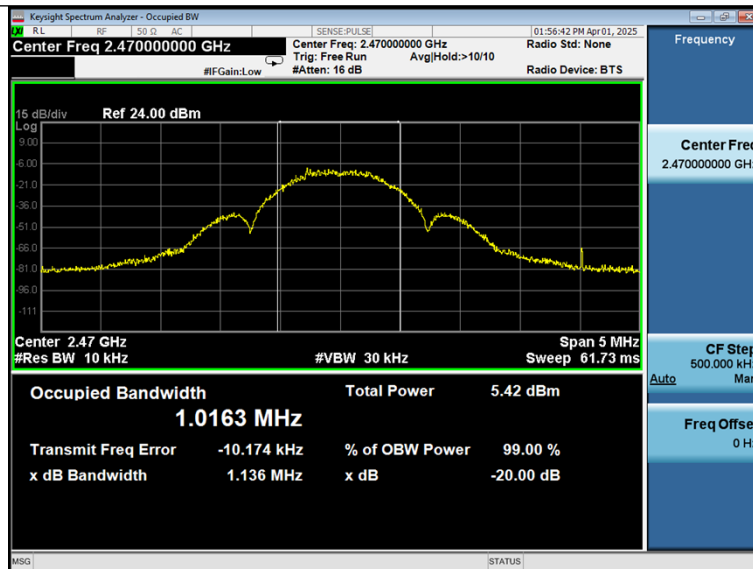 Keysight Spectrum Analyzer - Occupied BW
LXI RL RF 50 Ω AC SENSE:PULSE 01:56:42 PM Apr 01, 2025
Center Freq 2.470000000 GHz Center Freq: 2.470000000 GHz Radio Std: None
Trig: Free Run Avg|Hold:>10/10
#IFGain:Low #Atten: 16 dB Radio Device: BTS
15 dB/div Ref 24.00 dBm
Log
9.00
-6.00
-21.0
-36.0
-51.0
-66.0
-81.0
-96.0
-111
Center 2.47 GHz Span 5 MHz
#Res BW 10 kHz #VBW 30 kHz Sweep 61.73 ms
Occupied Bandwidth Total Power 5.42 dBm
1.0163 MHz
Transmit Freq Error -10.174 kHz % of OBW Power 99.00 %
x dB Bandwidth 1.136 MHz x dB -20.00 dB
MSG STATUS
Frequency
Center Freq
2.470000000 GHz
CF Step
500.000 kHz
Auto Man
Freq Offset
0 Hz